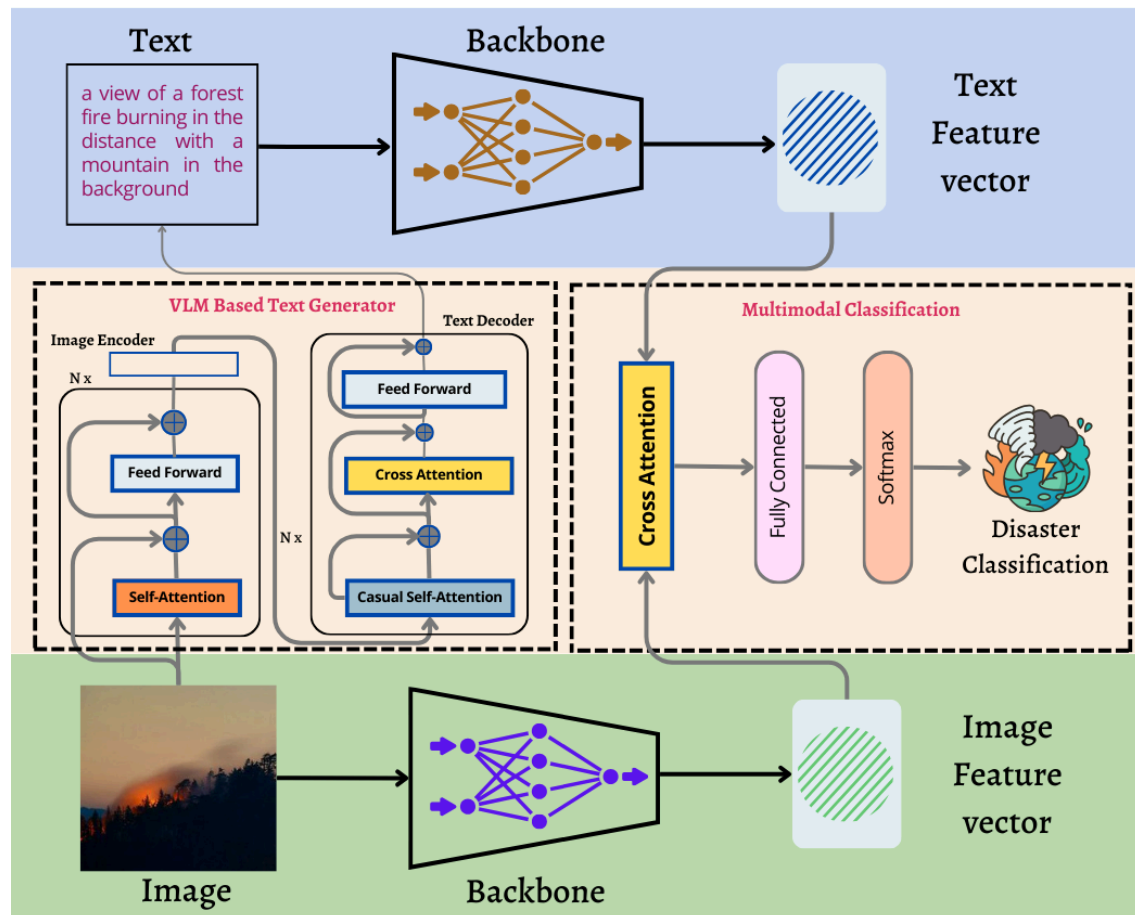 Text
Backbone
a view of a forest
fire burning in the
distance with a
mountain in the
background
Text
Feature
vector
VLM Based Text Generator
Image Encoder
N x
Feed Forward
Self-Attention
Text Decoder
Feed Forward
Cross Attention
N x
Casual Self-Attention
Multimodal Classification
Cross Attention
Fully Connected
Softmax
Disaster
Classification
Image
Backbone
Image
Feature
vector